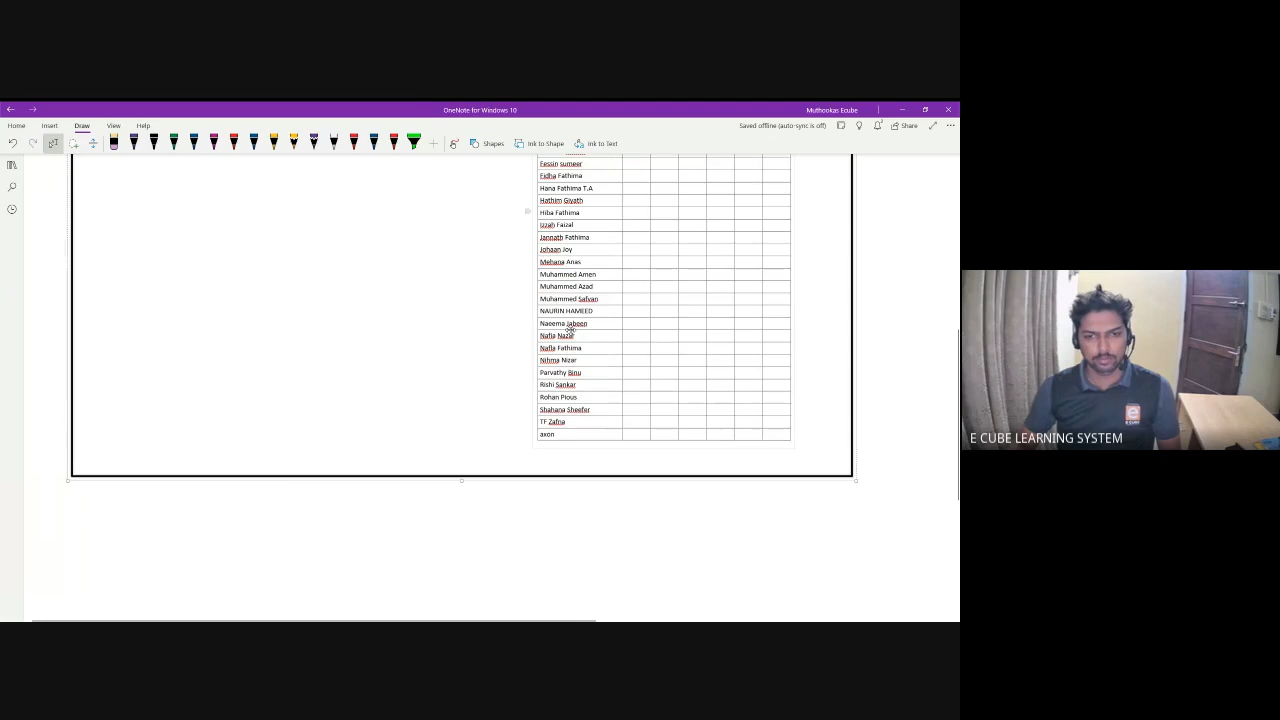 OneNote for Windows 10
Muthookas Ecube
Home Insert Draw View Help
Saved offline (auto-sync is off)
Share
Shapes
Ink to Shape
Ink to Text
Fessin sumeer
Fidha Fathima
Hana Fathima T.A
Hathim Giyath
Hiba Fathima
Izzah Faizal
Jannath Fathima
Johaan Joy
Mehana Anas
Muhammed Amen
Muhammed Azad
Muhammed Safvan
NAURIN HAMEED
Naeema Jabeen
Nafia Nazar
Nafla Fathima
Nihma Nizar
Parvathy Binu
Rishi Sankar
Rohan Pious
Shahana Sheefer
TF Zafna
axon
e
E CUBE
E CUBE LEARNING SYSTEM